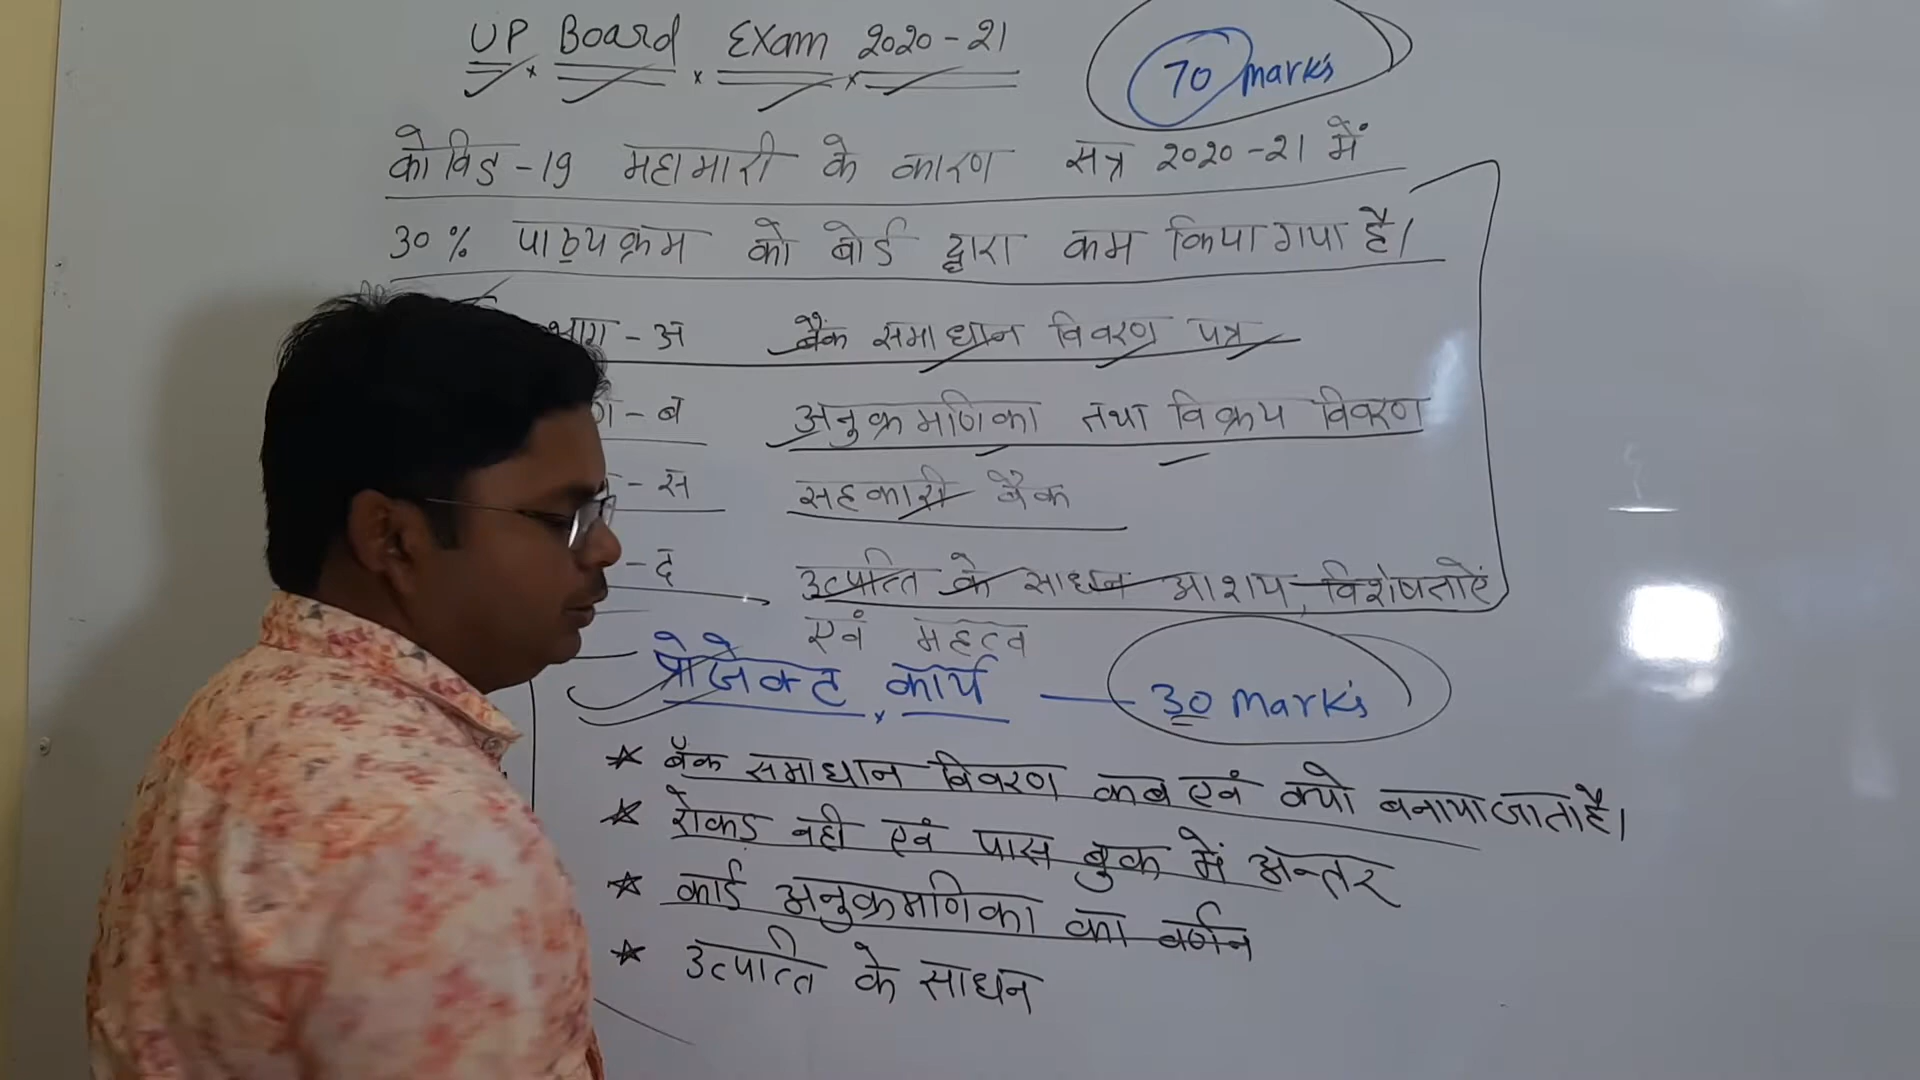 UP Board Exam 2020-21
70 marks
कोविड-19 महामारी के कारण सत्र 2020-21 में
30% पाठ्यक्रम को बोर्ड द्वारा कम किया गया है।
भाग - अ बैंक समाधान विवरण पत्र
- ब अनुक्रमणिका तथा विक्रय विवरण
- स सहकारी बैंक
- द उत्पत्ति के साधन आशय, विशेषताएं
एवं महत्व
प्रोजेक्ट कार्य — 30 marks
* बैंक समाधान विवरण कब एवं क्यो बनाया जाता है।
* रोकड वही एवं पास बुक में अन्तर
* कार्ड अनुक्रमणिका का वर्णन
* उत्पत्ति के साधन